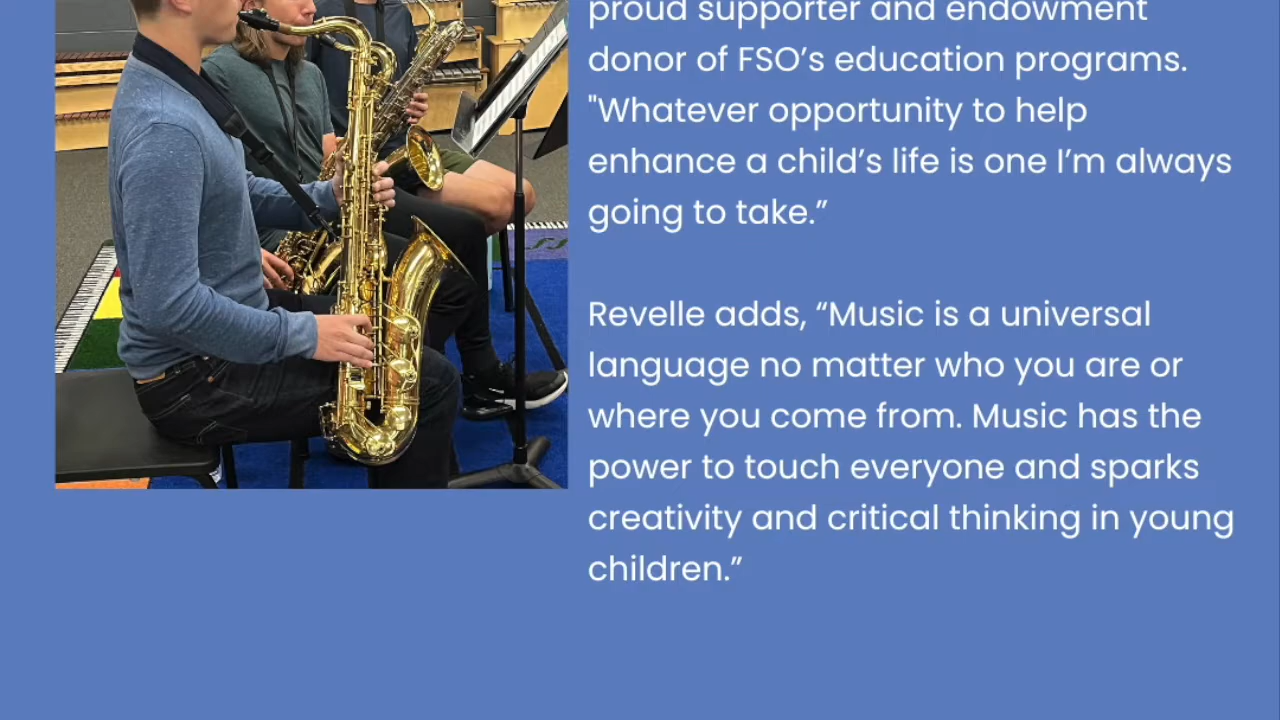 proud supporter and endowment
donor of FSO’s education programs.
"Whatever opportunity to help
enhance a child’s life is one I’m always
going to take.”
Revelle adds, “Music is a universal
language no matter who you are or
where you come from. Music has the
power to touch everyone and sparks
creativity and critical thinking in young
children.”